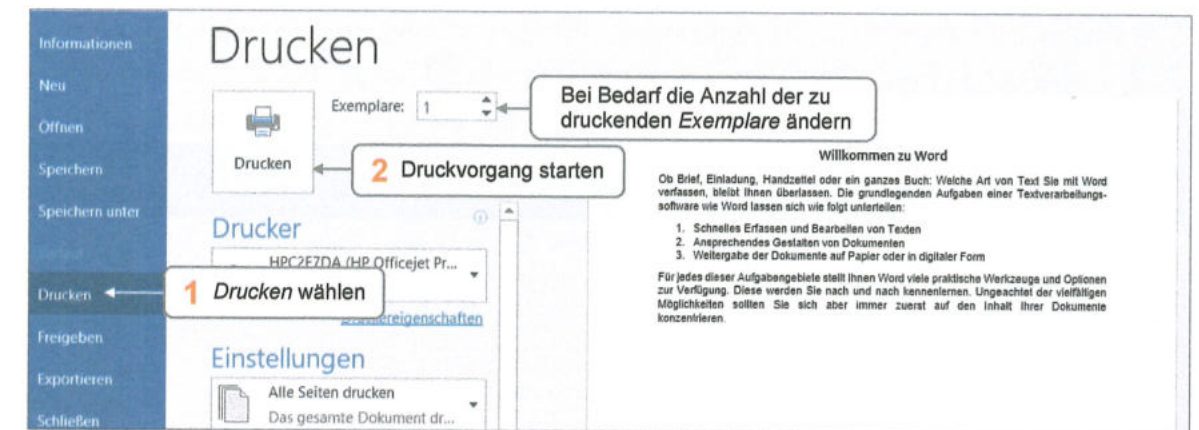 Informationen
Neu
Öffnen
Speichern
Speichern unter
Drucken
Freigeben
Exportieren
Schließen
Drucken
Exemplare: 1
Bei Bedarf die Anzahl der zu
druckenden Exemplare ändern
Drucken
2 Druckvorgang starten
Drucker
HPC2E7DA (HP Officejet Pr...
1 Drucken wählen
Einstellungen
Alle Seiten drucken
Das gesamte Dokument dr...
Willkommen zu Word
Ob Brief, Einladung, Handzettel oder ein ganzes Buch: Welche Art von Text Sie mit Word
verfassen, bleibt Ihnen überlassen. Die grundlegenden Aufgaben einer Textverarbeitungs-
software wie Word lassen sich wie folgt unterteilen:
1. Schnelles Erfassen und Bearbeiten von Texten
2. Ansprechendes Gestalten von Dokumenten
3. Weitergabe der Dokumente auf Papier oder in digitaler Form
Für jedes dieser Aufgabengebiete stellt Ihnen Word viele praktische Werkzeuge und Optionen
zur Verfügung. Diese werden Sie nach und nach kennenlernen. Ungeachtet der vielfältigen
Möglichkeiten sollten Sie sich aber immer zuerst auf den Inhalt Ihrer Dokumente
konzentrieren.